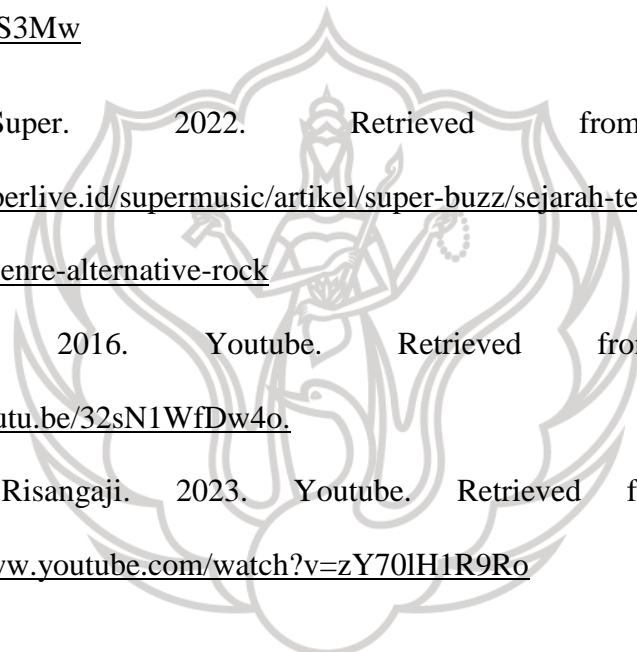 S3Mw
Super. 2022. Retrieved from
perlive.id/supermusic/artikel/super-buzz/sejarah-te
enre-alternative-rock
2016. Youtube. Retrieved fro
utu.be/32sN1WfDw4o.
Risangaji. 2023. Youtube. Retrieved f
ww.youtube.com/watch?v=zY70lH1R9Ro